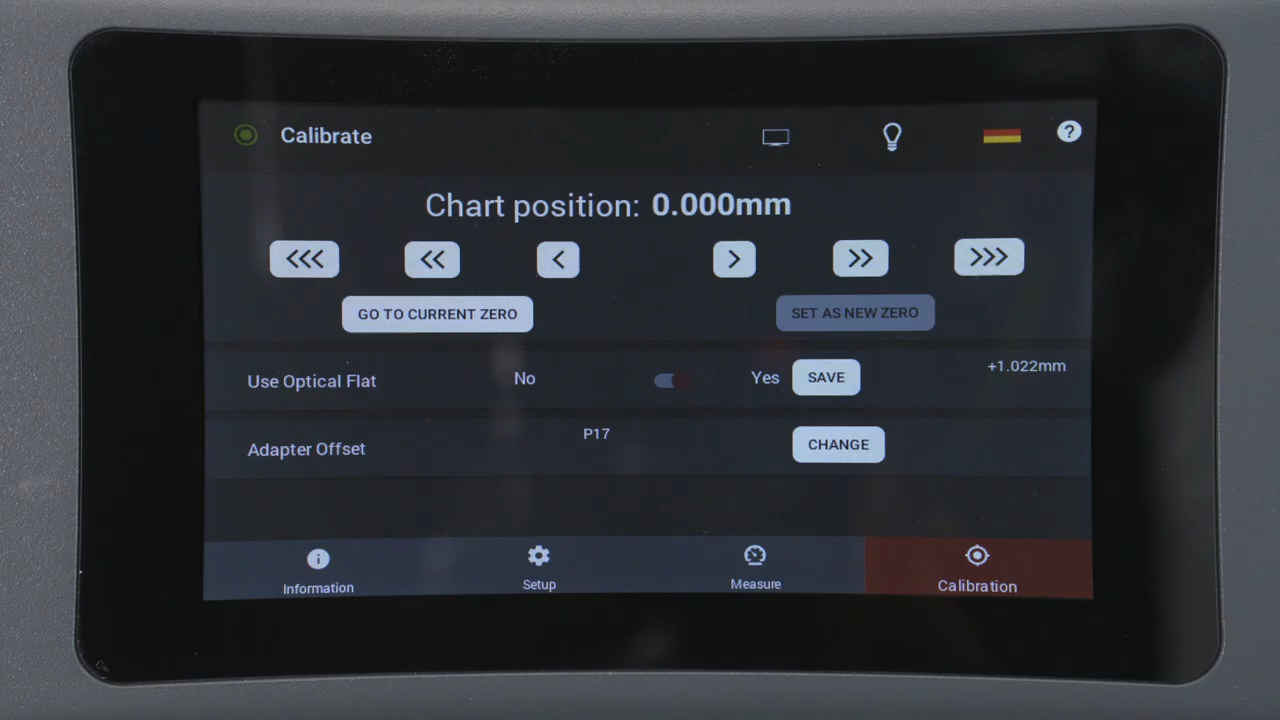 Calibrate
?
Chart position: 0.000mm
<<< << < > >> >>>
GO TO CURRENT ZERO SET AS NEW ZERO
Use Optical Flat No Yes SAVE +1.022mm
Adapter Offset P17 CHANGE
Information Setup Measure Calibration